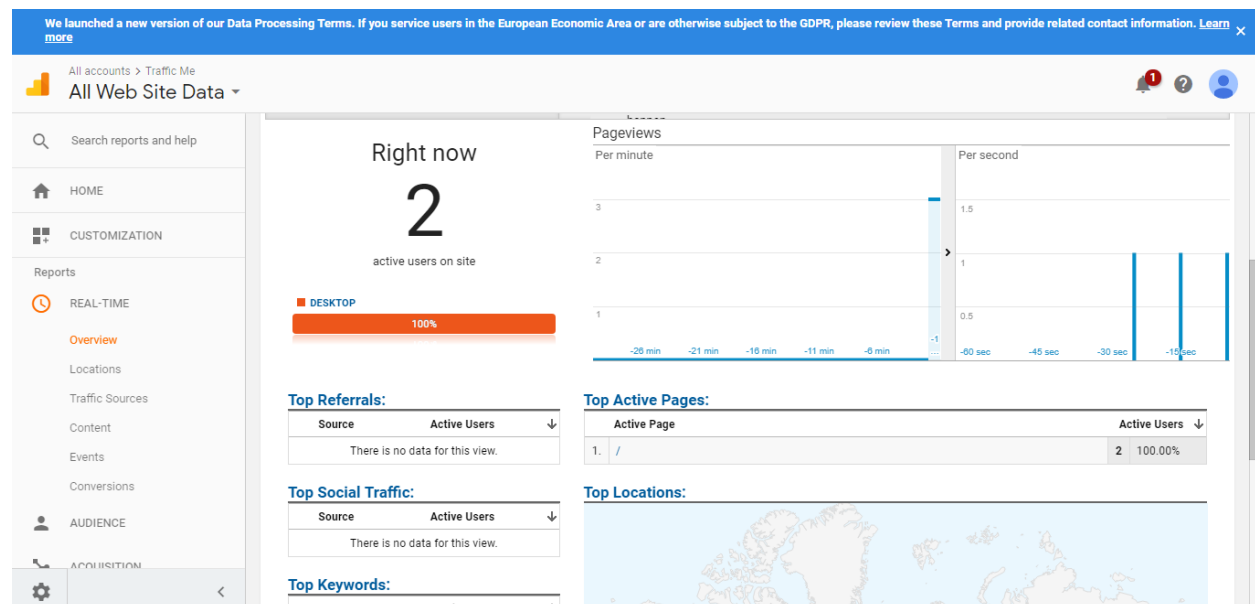 We launched a new version of our Data Processing Terms. If you service users in the European Economic Area or are otherwise subject to the GDPR, please review these Terms and provide related contact information. Learn
more
All accounts > Traffic Me
All Web Site Data
1
Search reports and help
HOME
CUSTOMIZATION
Reports
REAL-TIME
Overview
Locations
Traffic Sources
Content
Events
Conversions
AUDIENCE
ACQUISITION
Right now
2
active users on site
DESKTOP
100%
Pageviews
Per minute
3
2
1
-26 min -21 min -16 min -11 min -6 min -1
...
Per second
1.5
1
0.5
-60 sec -45 sec -30 sec -15 sec
Top Referrals:
Source Active Users
There is no data for this view.
Top Active Pages:
Active Page Active Users
1. / 2 100.00%
Top Social Traffic:
Source Active Users
There is no data for this view.
Top Locations:
Top Keywords: